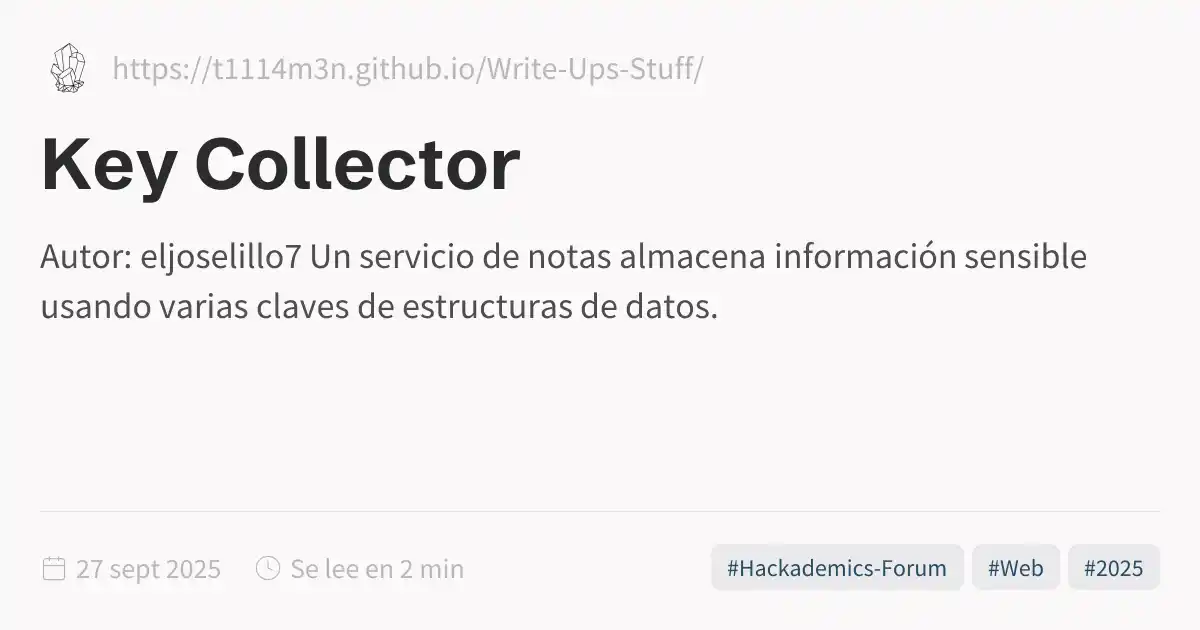 https://t1114m3n.github.io/Write-Ups-Stuff/
Key Collector
Autor: eljoselillo7 Un servicio de notas almacena información sensible
usando varias claves de estructuras de datos.
27 sept 2025
Se lee en 2 min
#Hackademics-Forum
#Web
#2025